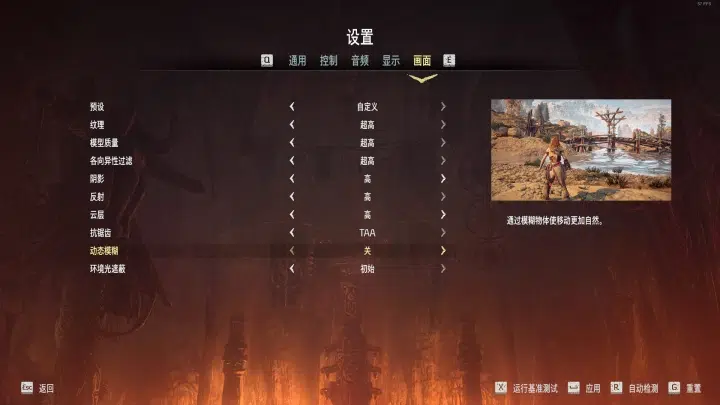 设置
Q 通用 控制 音频 显示 画面 E
预设 自定义
纹理 超高
模型质量 超高
各向异性过滤 超高
阴影 高
反射 高
云层 高
抗锯齿 TAA
动态模糊 关
环境光遮蔽 初始
通过模糊物体使移动更加自然。
Esc 返回
X 运行基准测试 应用 R 自动检测 G 重置